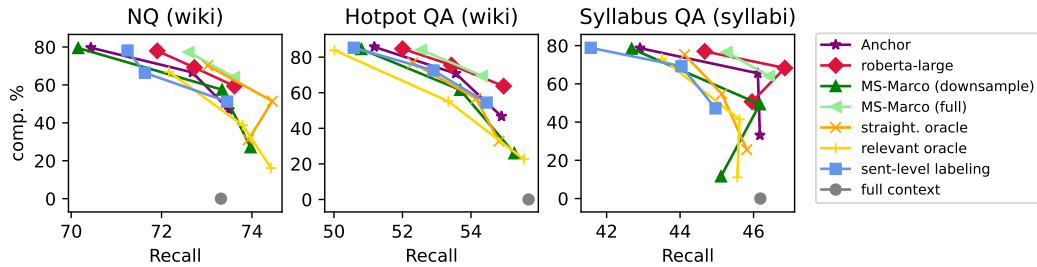 NQ (wiki)
Hotpot QA (wiki)
Syllabus QA (syllabi)
comp. %
80
60
40
20
0
70
72
74
Recall
80
60
40
20
0
50
52
54
Recall
80
60
40
20
0
42
44
46
Recall
Anchor
roberta-large
MS-Marco (downsample)
MS-Marco (full)
straight. oracle
relevant oracle
sent-level labeling
full context